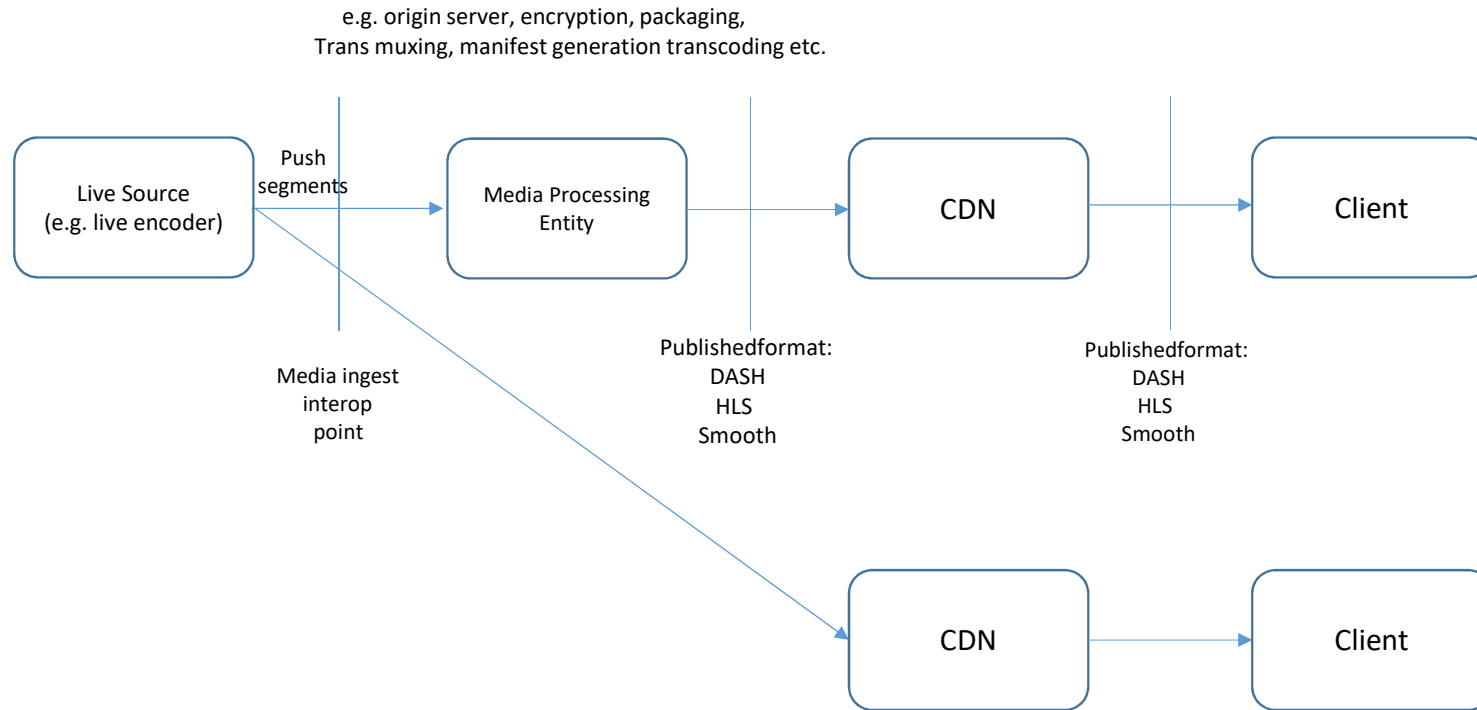 e.g. origin server, encryption, packaging,
Trans muxing, manifest generation transcoding etc.
Live Source
(e.g. live encoder)
Push
segments
Media Processing
Entity
CDN
Client
Media ingest
interop
point
Publishedformat:
DASH
HLS
Smooth
Publishedformat:
DASH
HLS
Smooth
CDN
Client